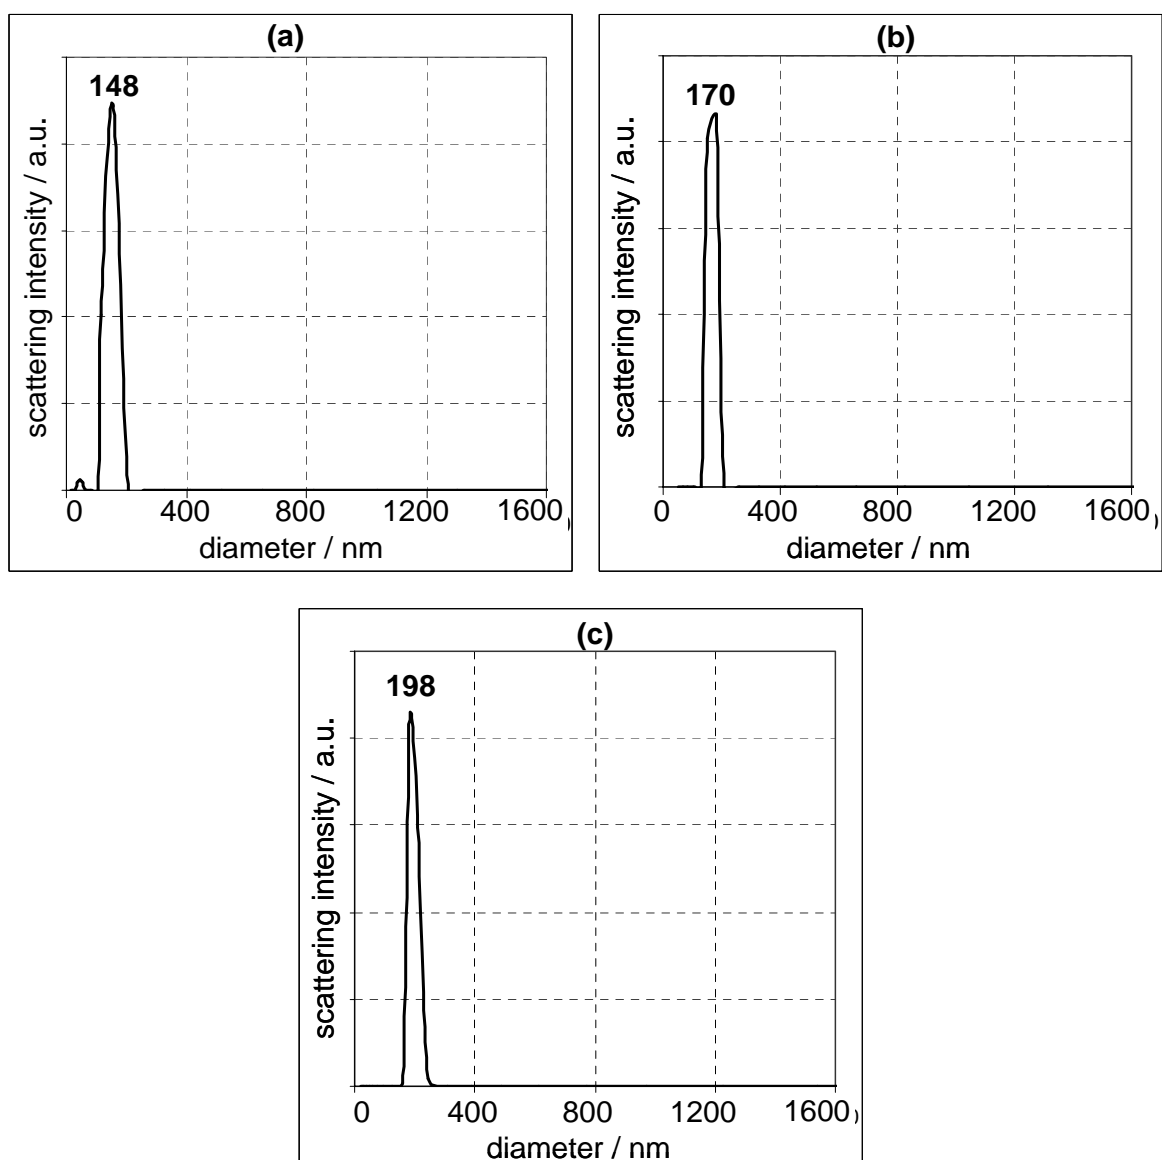 (a)
148
scattering intensity / a.u.
0 400 800 1200 1600
diameter / nm
(b)
170
scattering intensity / a.u.
0 400 800 1200 1600
diameter / nm
(c)
198
scattering intensity / a.u.
0 400 800 1200 1600
diameter / nm